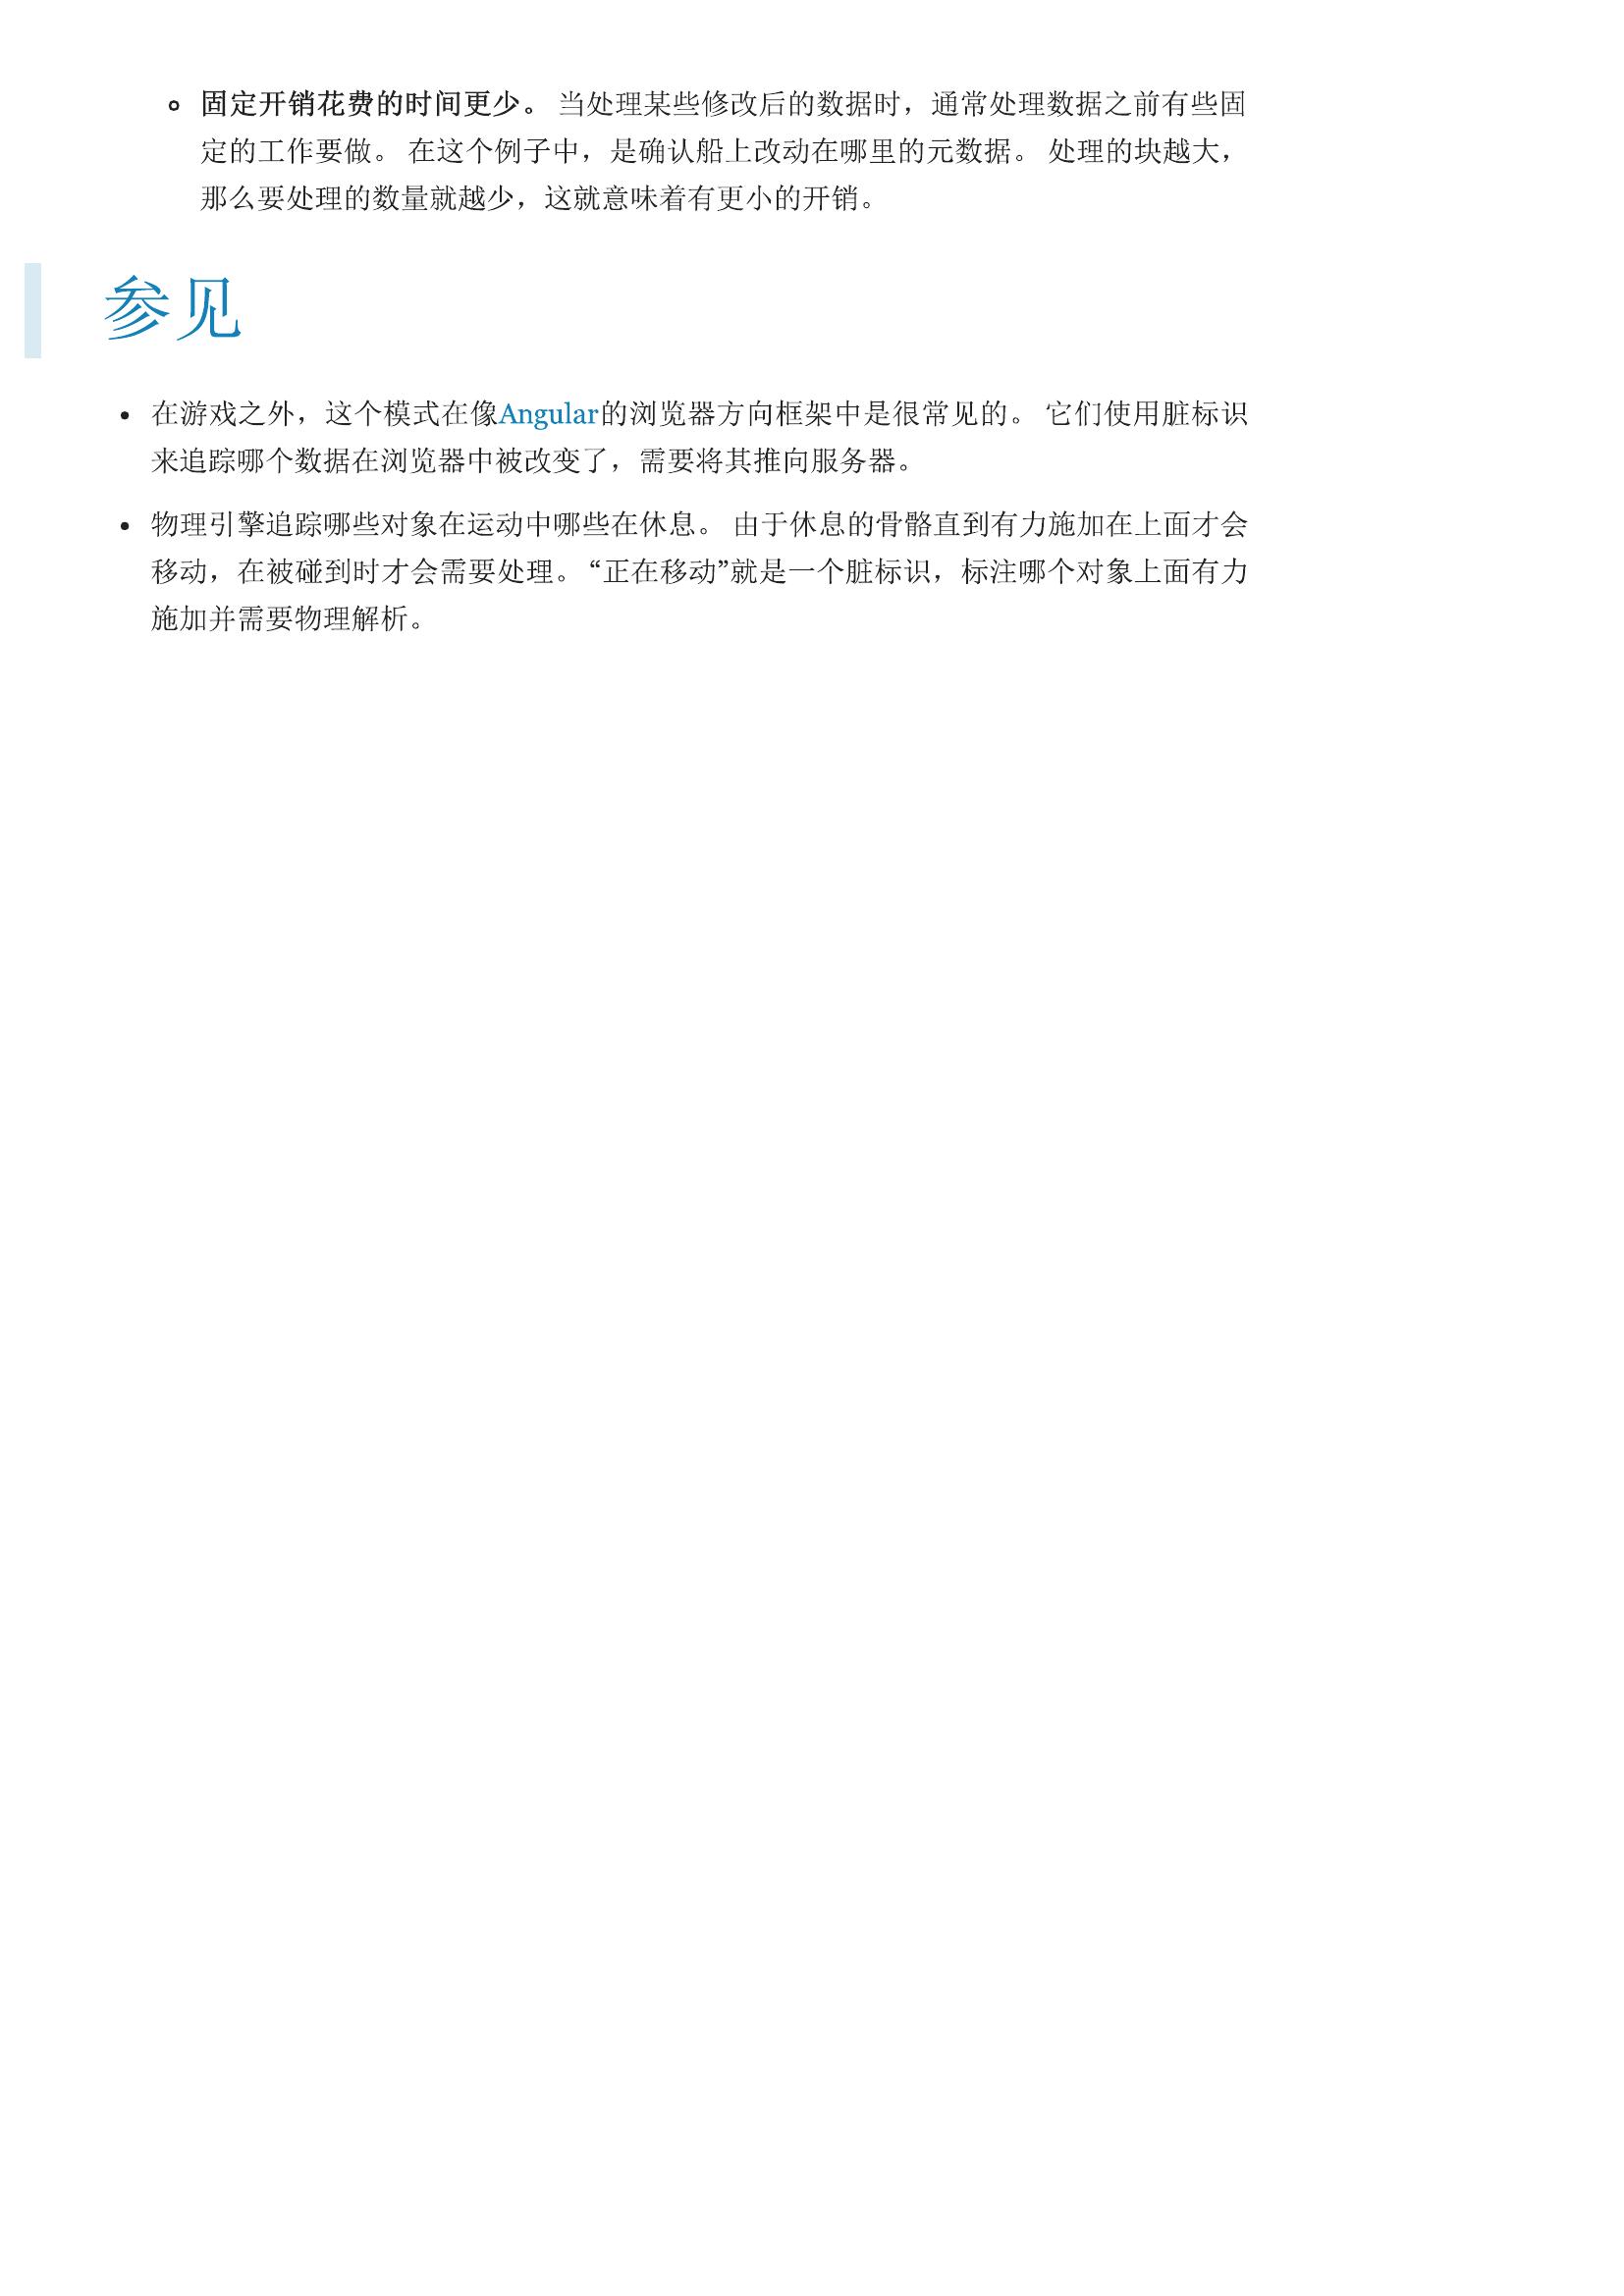 固定开销花费的时间更少。 当处理某些修改后的数据时，通常处理数据之前有些固
定的工作要做。 在这个例子中，是确认船上改动在哪里的元数据。 处理的块越大，
那么要处理的数量就越少，这就意味着有更小的开销。
参见
在游戏之外，这个模式在像Angular的浏览器方向框架中是很常见的。 它们使用脏标识
来追踪哪个数据在浏览器中被改变了，需要将其推向服务器。
物理引擎追踪哪些对象在运动中哪些在休息。 由于休息的骨骼直到有力施加在上面才会
移动，在被碰到时才会需要处理。 “正在移动”就是一个脏标识，标注哪个对象上面有力
施加并需要物理解析。